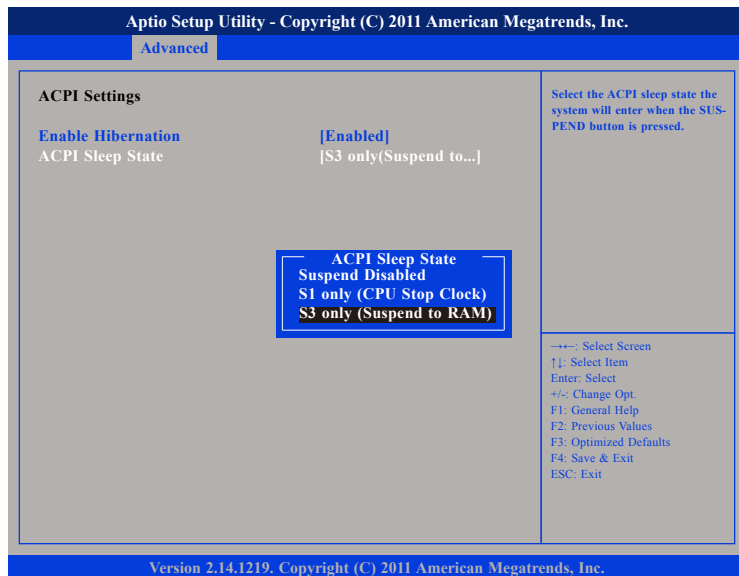 Aptio Setup Utility - Copyright (C) 2011 American Megatrends, Inc.
Advanced
ACPI Settings
Enable Hibernation [Enabled]
ACPI Sleep State [S3 only(Suspend to...]
ACPI Sleep State
Suspend Disabled
S1 only (CPU Stop Clock)
S3 only (Suspend to RAM)
Select the ACPI sleep state the
system will enter when the SUS-
PEND button is pressed.
→←: Select Screen
↑↓: Select Item
Enter: Select
+/-: Change Opt.
F1: General Help
F2: Previous Values
F3: Optimized Defaults
F4: Save & Exit
ESC: Exit
Version 2.14.1219. Copyright (C) 2011 American Megatrends, Inc.